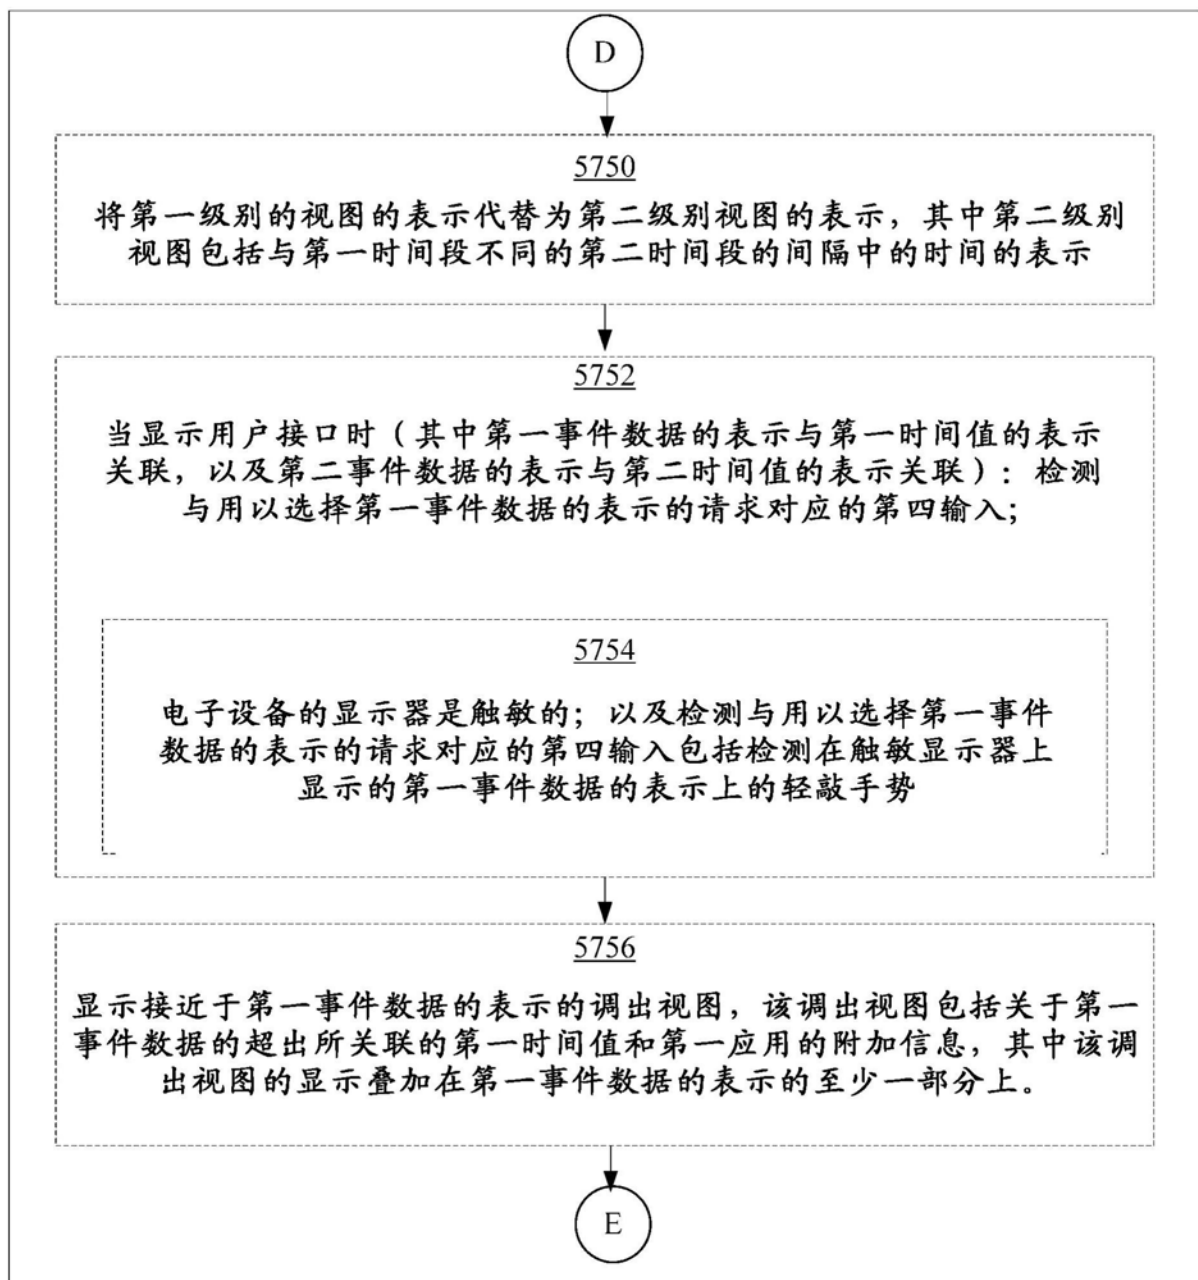 D
5750
将第一级别的视图的表示代替为第二级别视图的表示，其中第二级别
视图包括与第一时间段不同的第二时间段的间隔中的时间的表示
5752
当显示用户接口时（其中第一事件数据的表示与第一时间值的表示
关联，以及第二事件数据的表示与第二时间值的表示关联）：检测
与用以选择第一事件数据的表示的请求对应的第四输入；
5754
电子设备的显示器是触敏的；以及检测与用以选择第一事件
数据的表示的请求对应的第四输入包括检测在触敏显示器上
显示的第一事件数据的表示上的轻敲手势
5756
显示接近于第一事件数据的表示的调出视图，该调出视图包括关于第一
事件数据的超出所关联的第一时间值和第一应用的附加信息，其中该调
出视图的显示叠加在第一事件数据的表示的至少一部分上。
E